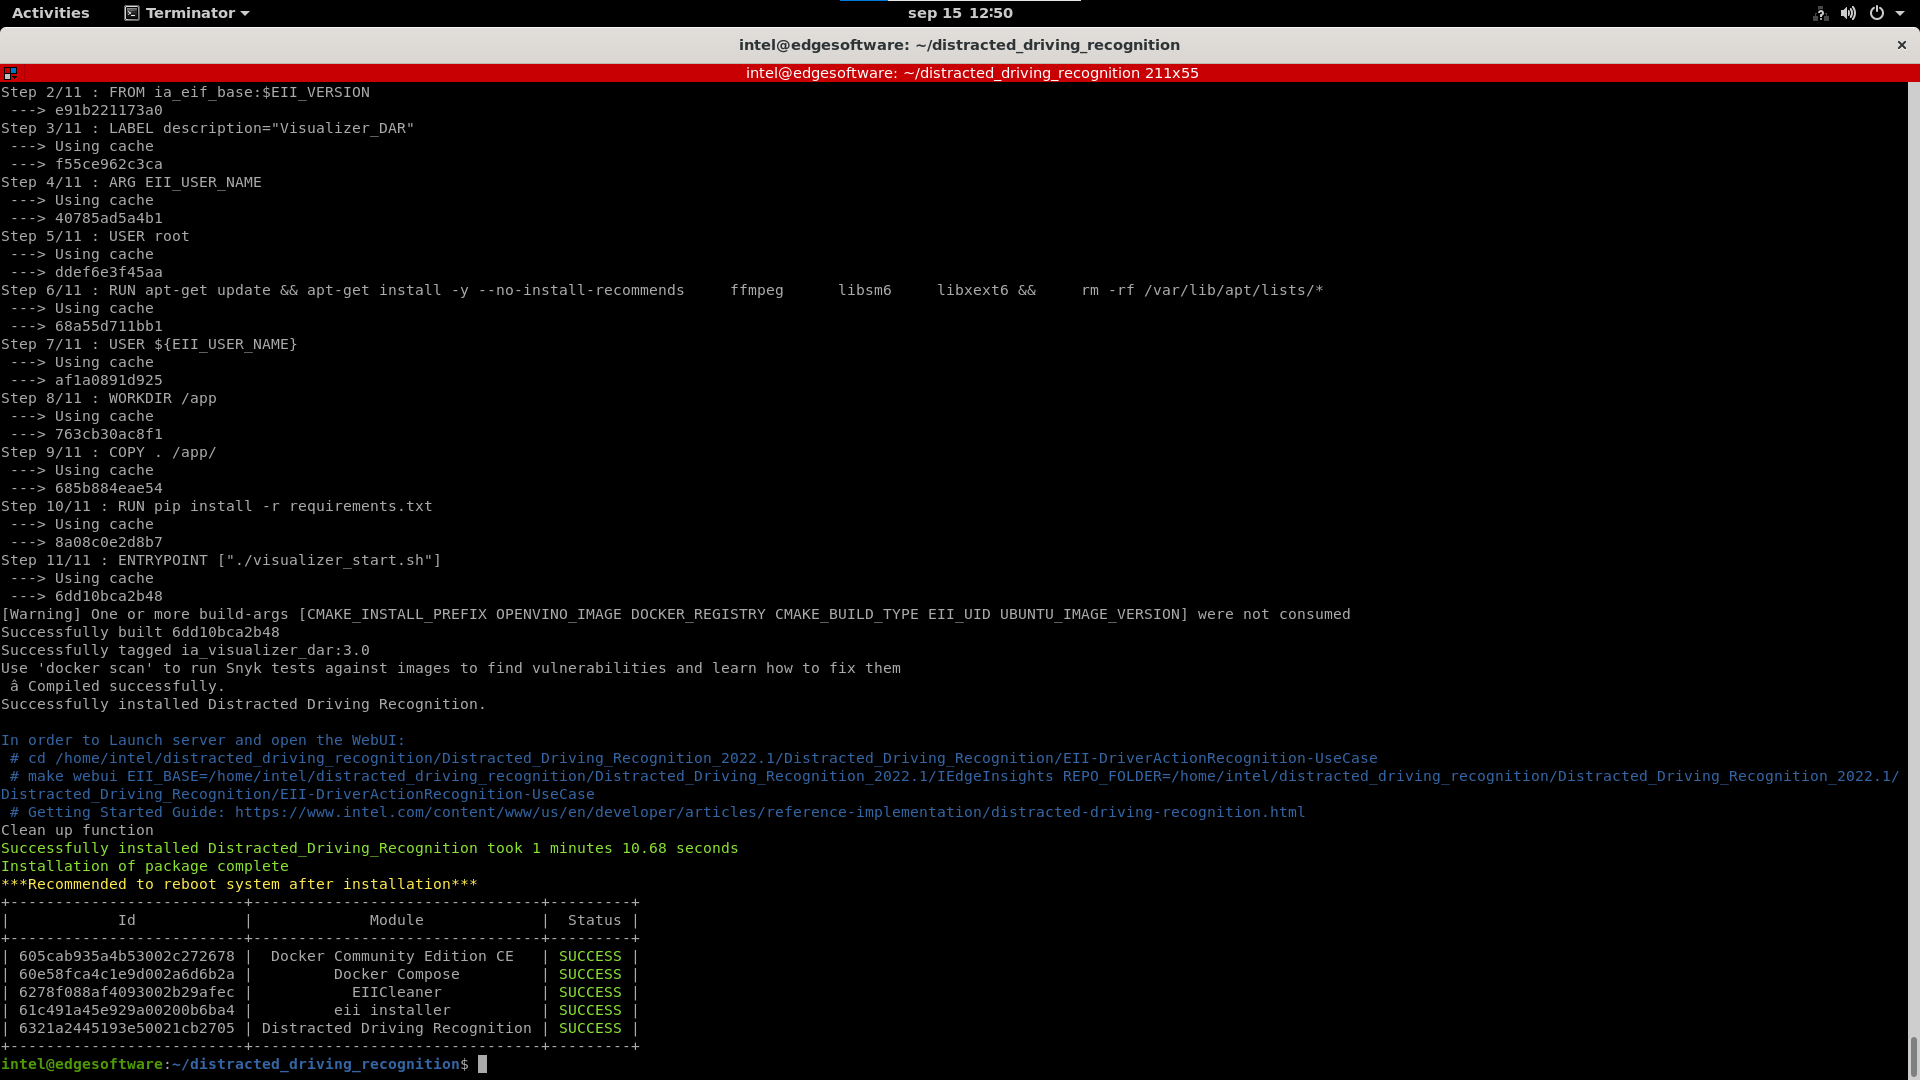 Activities Terminator sep 15 12:50
intel@edgesoftware: ~/distracted_driving_recognition
intel@edgesoftware: ~/distracted_driving_recognition 211x55
Step 2/11 : FROM ia_eif_base:$EII_VERSION
 ---> e91b221173a0
Step 3/11 : LABEL description="Visualizer_DAR"
 ---> Using cache
 ---> f55ce962c3ca
Step 4/11 : ARG EII_USER_NAME
 ---> Using cache
 ---> 40785ad5a4b1
Step 5/11 : USER root
 ---> Using cache
 ---> ddef6e3f45aa
Step 6/11 : RUN apt-get update && apt-get install -y --no-install-recommends     ffmpeg      libsm6     libxext6 &&     rm -rf /var/lib/apt/lists/*
 ---> Using cache
 ---> 68a55d711bb1
Step 7/11 : USER ${EII_USER_NAME}
 ---> Using cache
 ---> af1a0891d925
Step 8/11 : WORKDIR /app
 ---> Using cache
 ---> 763cb30ac8f1
Step 9/11 : COPY . /app/
 ---> Using cache
 ---> 685b884eae54
Step 10/11 : RUN pip install -r requirements.txt
 ---> Using cache
 ---> 8a08c0e2d8b7
Step 11/11 : ENTRYPOINT ["./visualizer_start.sh"]
 ---> Using cache
 ---> 6dd10bca2b48
[Warning] One or more build-args [CMAKE_INSTALL_PREFIX OPENVINO_IMAGE DOCKER_REGISTRY CMAKE_BUILD_TYPE EII_UID UBUNTU_IMAGE_VERSION] were not consumed
Successfully built 6dd10bca2b48
Successfully tagged ia_visualizer_dar:3.0
Use 'docker scan' to run Snyk tests against images to find vulnerabilities and learn how to fix them
 â Compiled successfully.
Successfully installed Distracted Driving Recognition.
In order to Launch server and open the WebUI:
 # cd /home/intel/distracted_driving_recognition/Distracted_Driving_Recognition_2022.1/Distracted_Driving_Recognition/EII-DriverActionRecognition-UseCase
 # make webui EII_BASE=/home/intel/distracted_driving_recognition/Distracted_Driving_Recognition_2022.1/IEdgeInsights REPO_FOLDER=/home/intel/distracted_driving_recognition/Distracted_Driving_Recognition_2022.1/
Distracted_Driving_Recognition/EII-DriverActionRecognition-UseCase
 # Getting Started Guide: https://www.intel.com/content/www/us/en/developer/articles/reference-implementation/distracted-driving-recognition.html
Clean up function
Successfully installed Distracted_Driving_Recognition took 1 minutes 10.68 seconds
Installation of package complete
***Recommended to reboot system after installation***
+--------------------------+--------------------------------+---------+
|            Id            |             Module             |  Status |
+--------------------------+--------------------------------+---------+
| 605cab935a4b53002c272678 |  Docker Community Edition CE   | SUCCESS |
| 60e58fca4c1e9d002a6d6b2a |         Docker Compose         | SUCCESS |
| 6278f088af4093002b29afec |           EIICleaner           | SUCCESS |
| 61c491a45e929a00200b6ba4 |         eii installer          | SUCCESS |
| 6321a2445193e50021cb2705 | Distracted Driving Recognition | SUCCESS |
+--------------------------+--------------------------------+---------+
intel@edgesoftware:~/distracted_driving_recognition$